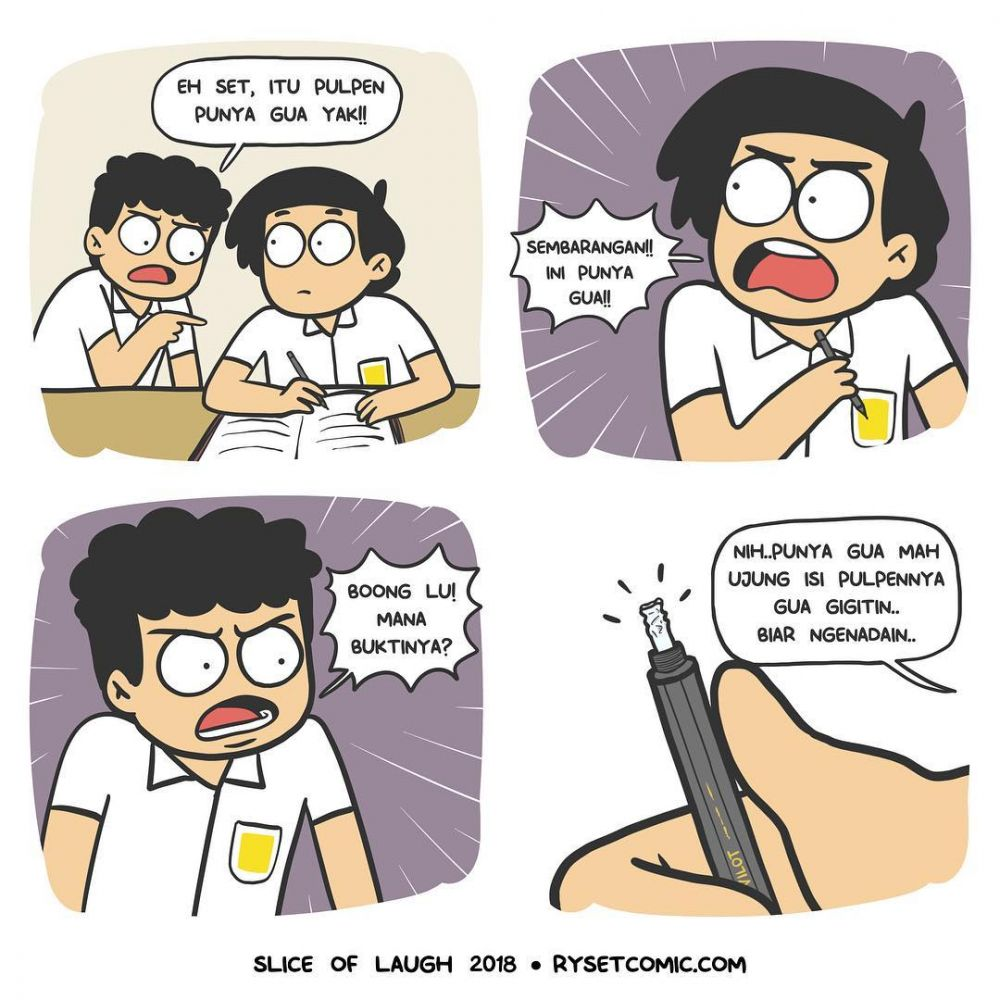 EH SET, ITU PULPEN
PUNYA GUA YAK!!
SEMBARANGAN!!
INI PUNYA
GUA!!
BOONG LU!
MANA
BUKTINYA?
NIH..PUNYA GUA MAH
UJUNG ISI PULPENNYA
GUA GIGITIN..
BIAR NGENADAIN..
VILOT
SLICE OF LAUGH 2018 • RYSETCOMIC.COM